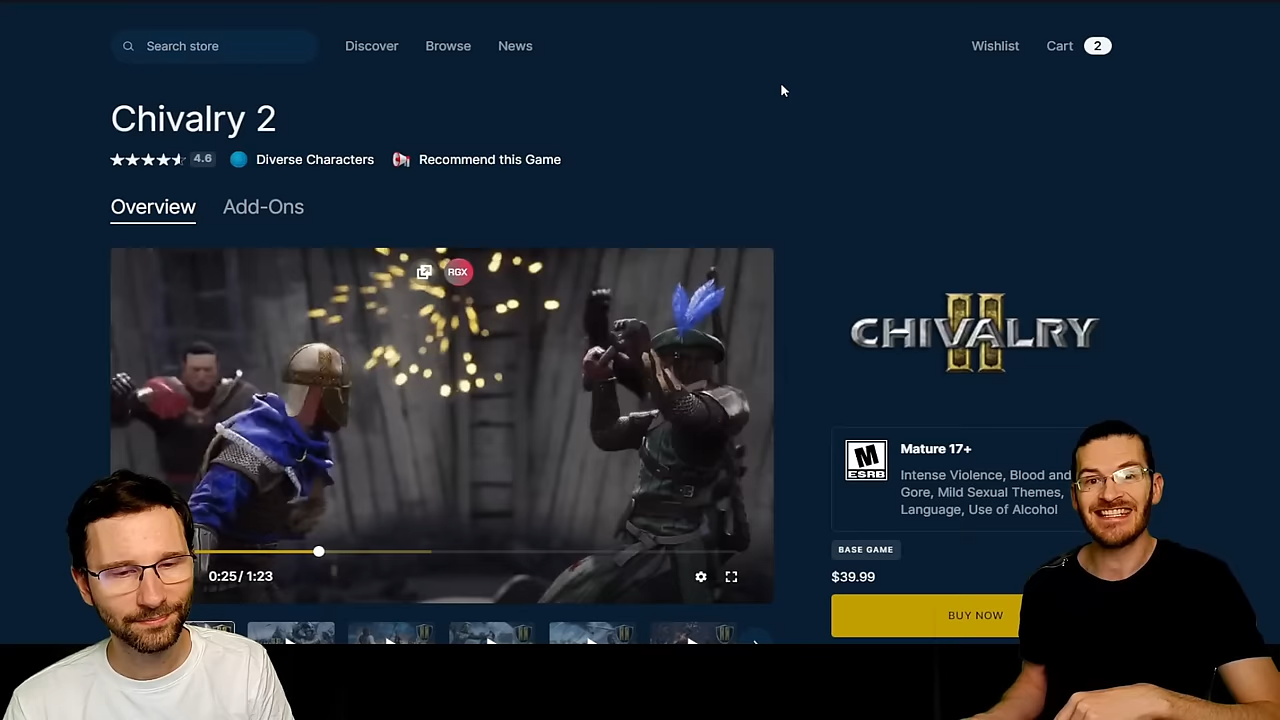 Search store
Discover
Browse
News
Wishlist
Cart
2
Chivalry 2
4.6
Diverse Characters
Recommend this Game
Overview
Add-Ons
RGX
II
CHIVALRY
M
ESRB
Mature 17+
Intense Violence, Blood and
Gore, Mild Sexual Themes,
Language, Use of Alcohol
BASE GAME
$39.99
0:25 / 1:23
BUY NOW